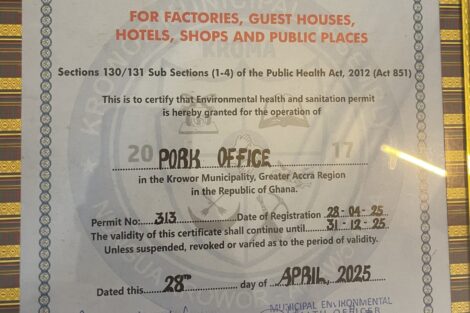 FOR FACTORIES, GUEST HOUSES,
HOTELS, SHOPS AND PUBLIC PLACES
KROMA
Sections 130/131 Sub Sections (1-4) of the Public Health Act, 2012 (Act 851)
This is to certify that Environmental health and sanitation permit
is hereby granted for the operation of
20 17
PORK OFFICE
in the Krowor Municipality, Greater Accra Region
in the Republic of Ghana.
Permit No: 313 Date of Registration 28-04-25
The validity of this certificate shall continue until 31-12-25
Unless suspended, revoked or varied as to the period of validity.
Dated this 28TH day of APRIL, 2025
MUNICIPAL ENVIRONMENTAL